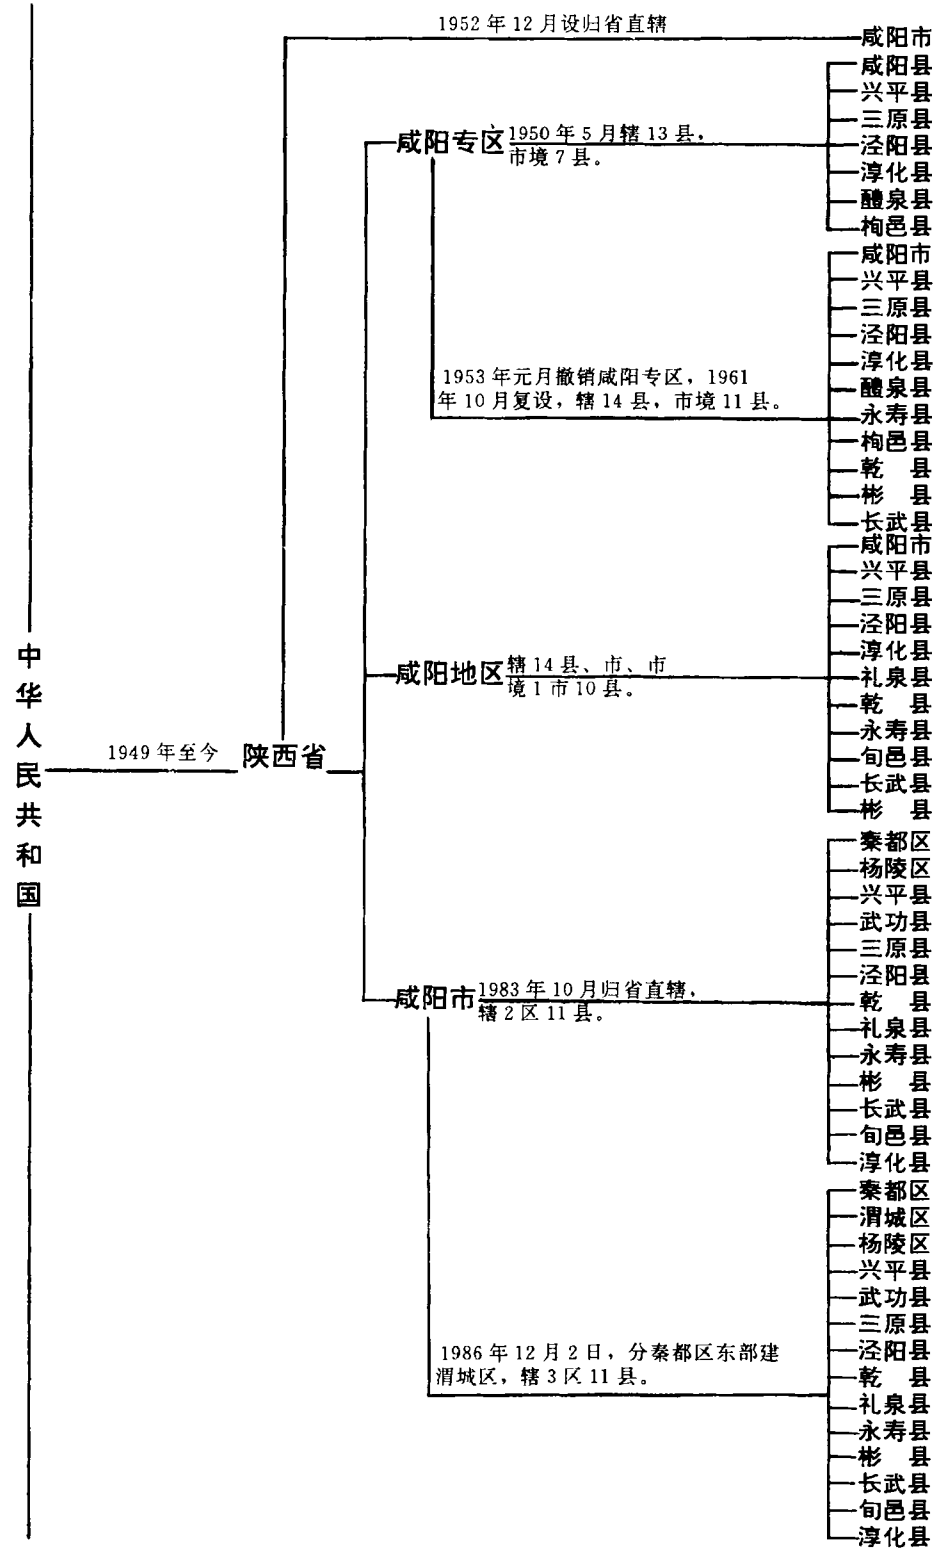 中华人民共和国
1949年至今
陕西省
1952年12月设归省直辖
咸阳市
咸阳专区
1950年5月辖13县，
市境7县。
咸阳县
兴平县
三原县
泾阳县
淳化县
醴泉县
栒邑县
1953年元月撤销咸阳专区，1961
年10月复设，辖14县，市境11县。
咸阳市
兴平县
三原县
泾阳县
淳化县
醴泉县
永寿县
栒邑县
乾　县
彬　县
长武县
咸阳地区
辖14县、市、市
境1市10县。
咸阳市
兴平县
三原县
泾阳县
淳化县
礼泉县
乾　县
永寿县
旬邑县
长武县
彬　县
咸阳市
1983年10月归省直辖，
辖2区11县。
秦都区
杨陵区
兴平县
武功县
三原县
泾阳县
乾　县
礼泉县
永寿县
彬　县
长武县
旬邑县
淳化县
1986年12月2日，分秦都区东部建
渭城区，辖3区11县。
秦都区
渭城区
杨陵区
兴平县
武功县
三原县
泾阳县
乾　县
礼泉县
永寿县
彬　县
长武县
旬邑县
淳化县